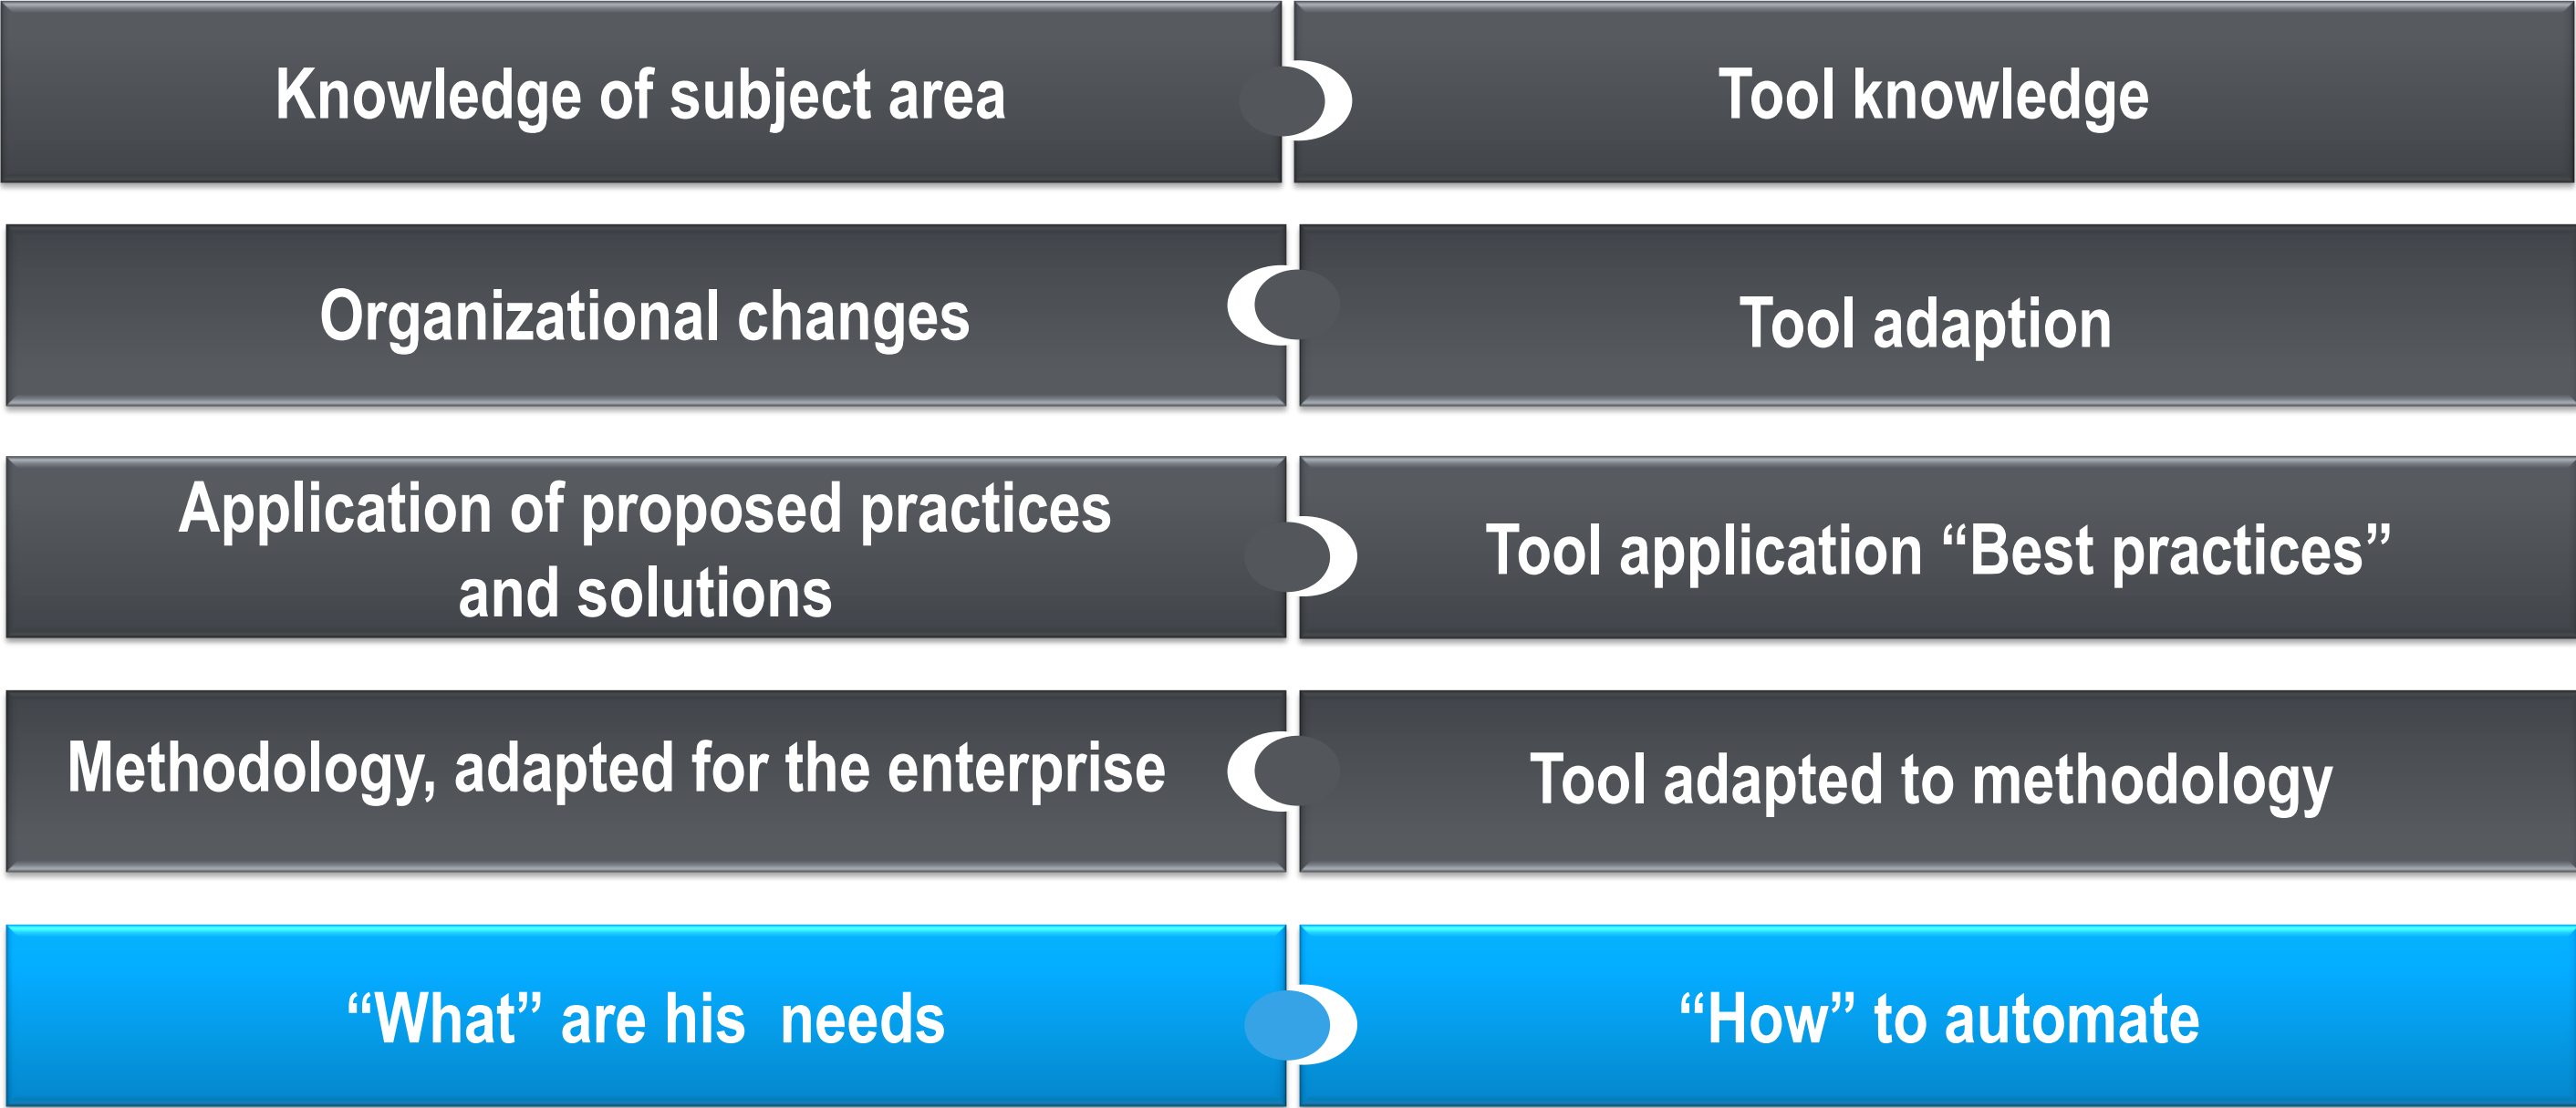 Knowledge of subject area
Tool knowledge
Organizational changes
Tool adaption
Application of proposed practices
and solutions
Tool application “Best practices”
Methodology, adapted for the enterprise
Tool adapted to methodology
“What” are his  needs
“How” to automate